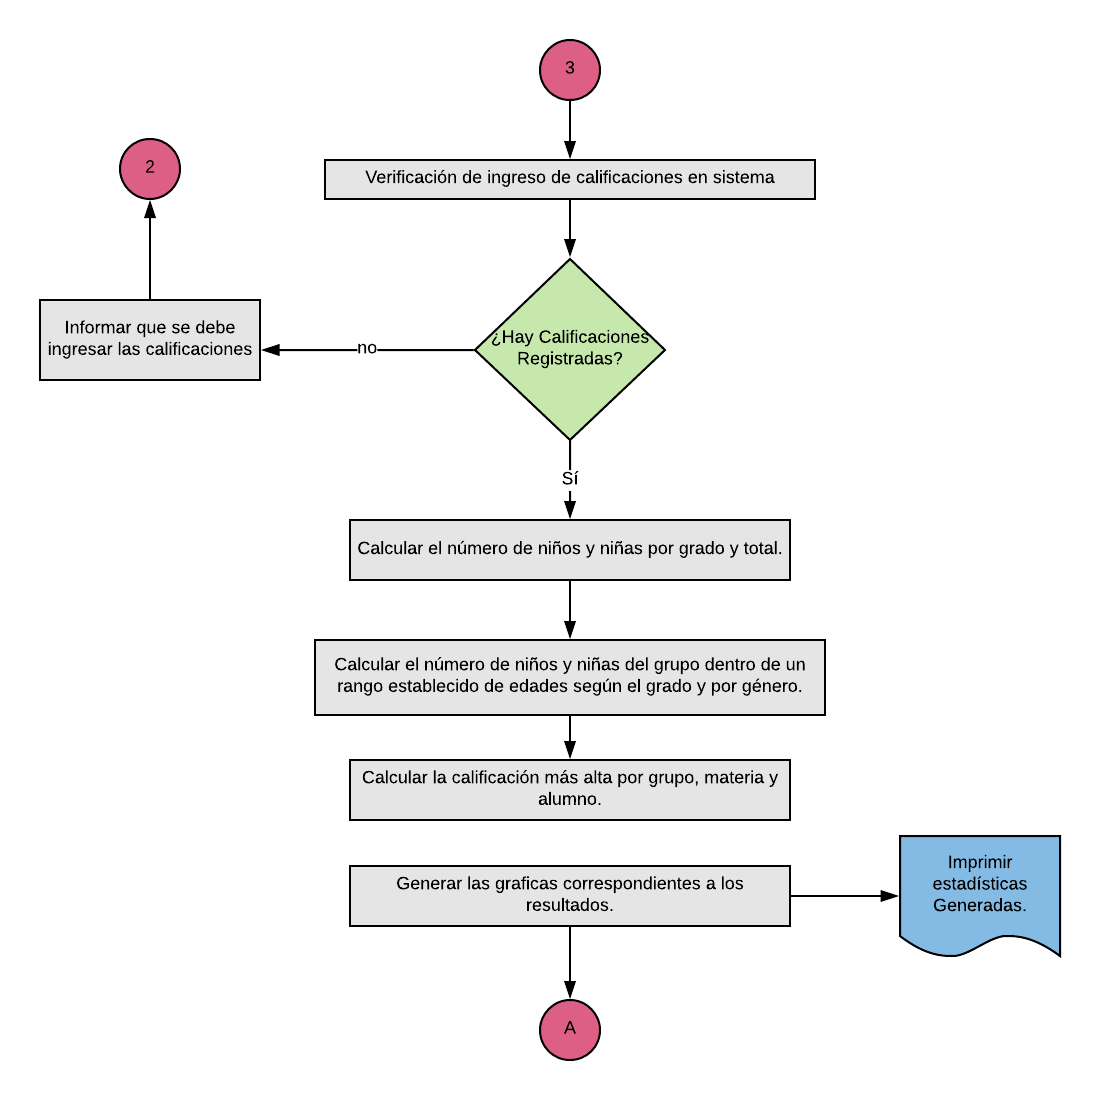 3
Verificación de ingreso de calificaciones en sistema
2
Informar que se debe
ingresar las calificaciones
no
¿Hay Calificaciones
Registradas?
Sí
Calcular el número de niños y niñas por grado y total.
Calcular el número de niños y niñas del grupo dentro de un
rango establecido de edades según el grado y por género.
Calcular la calificación más alta por grupo, materia y
alumno.
Generar las graficas correspondientes a los
resultados.
Imprimir
estadísticas
Generadas.
A